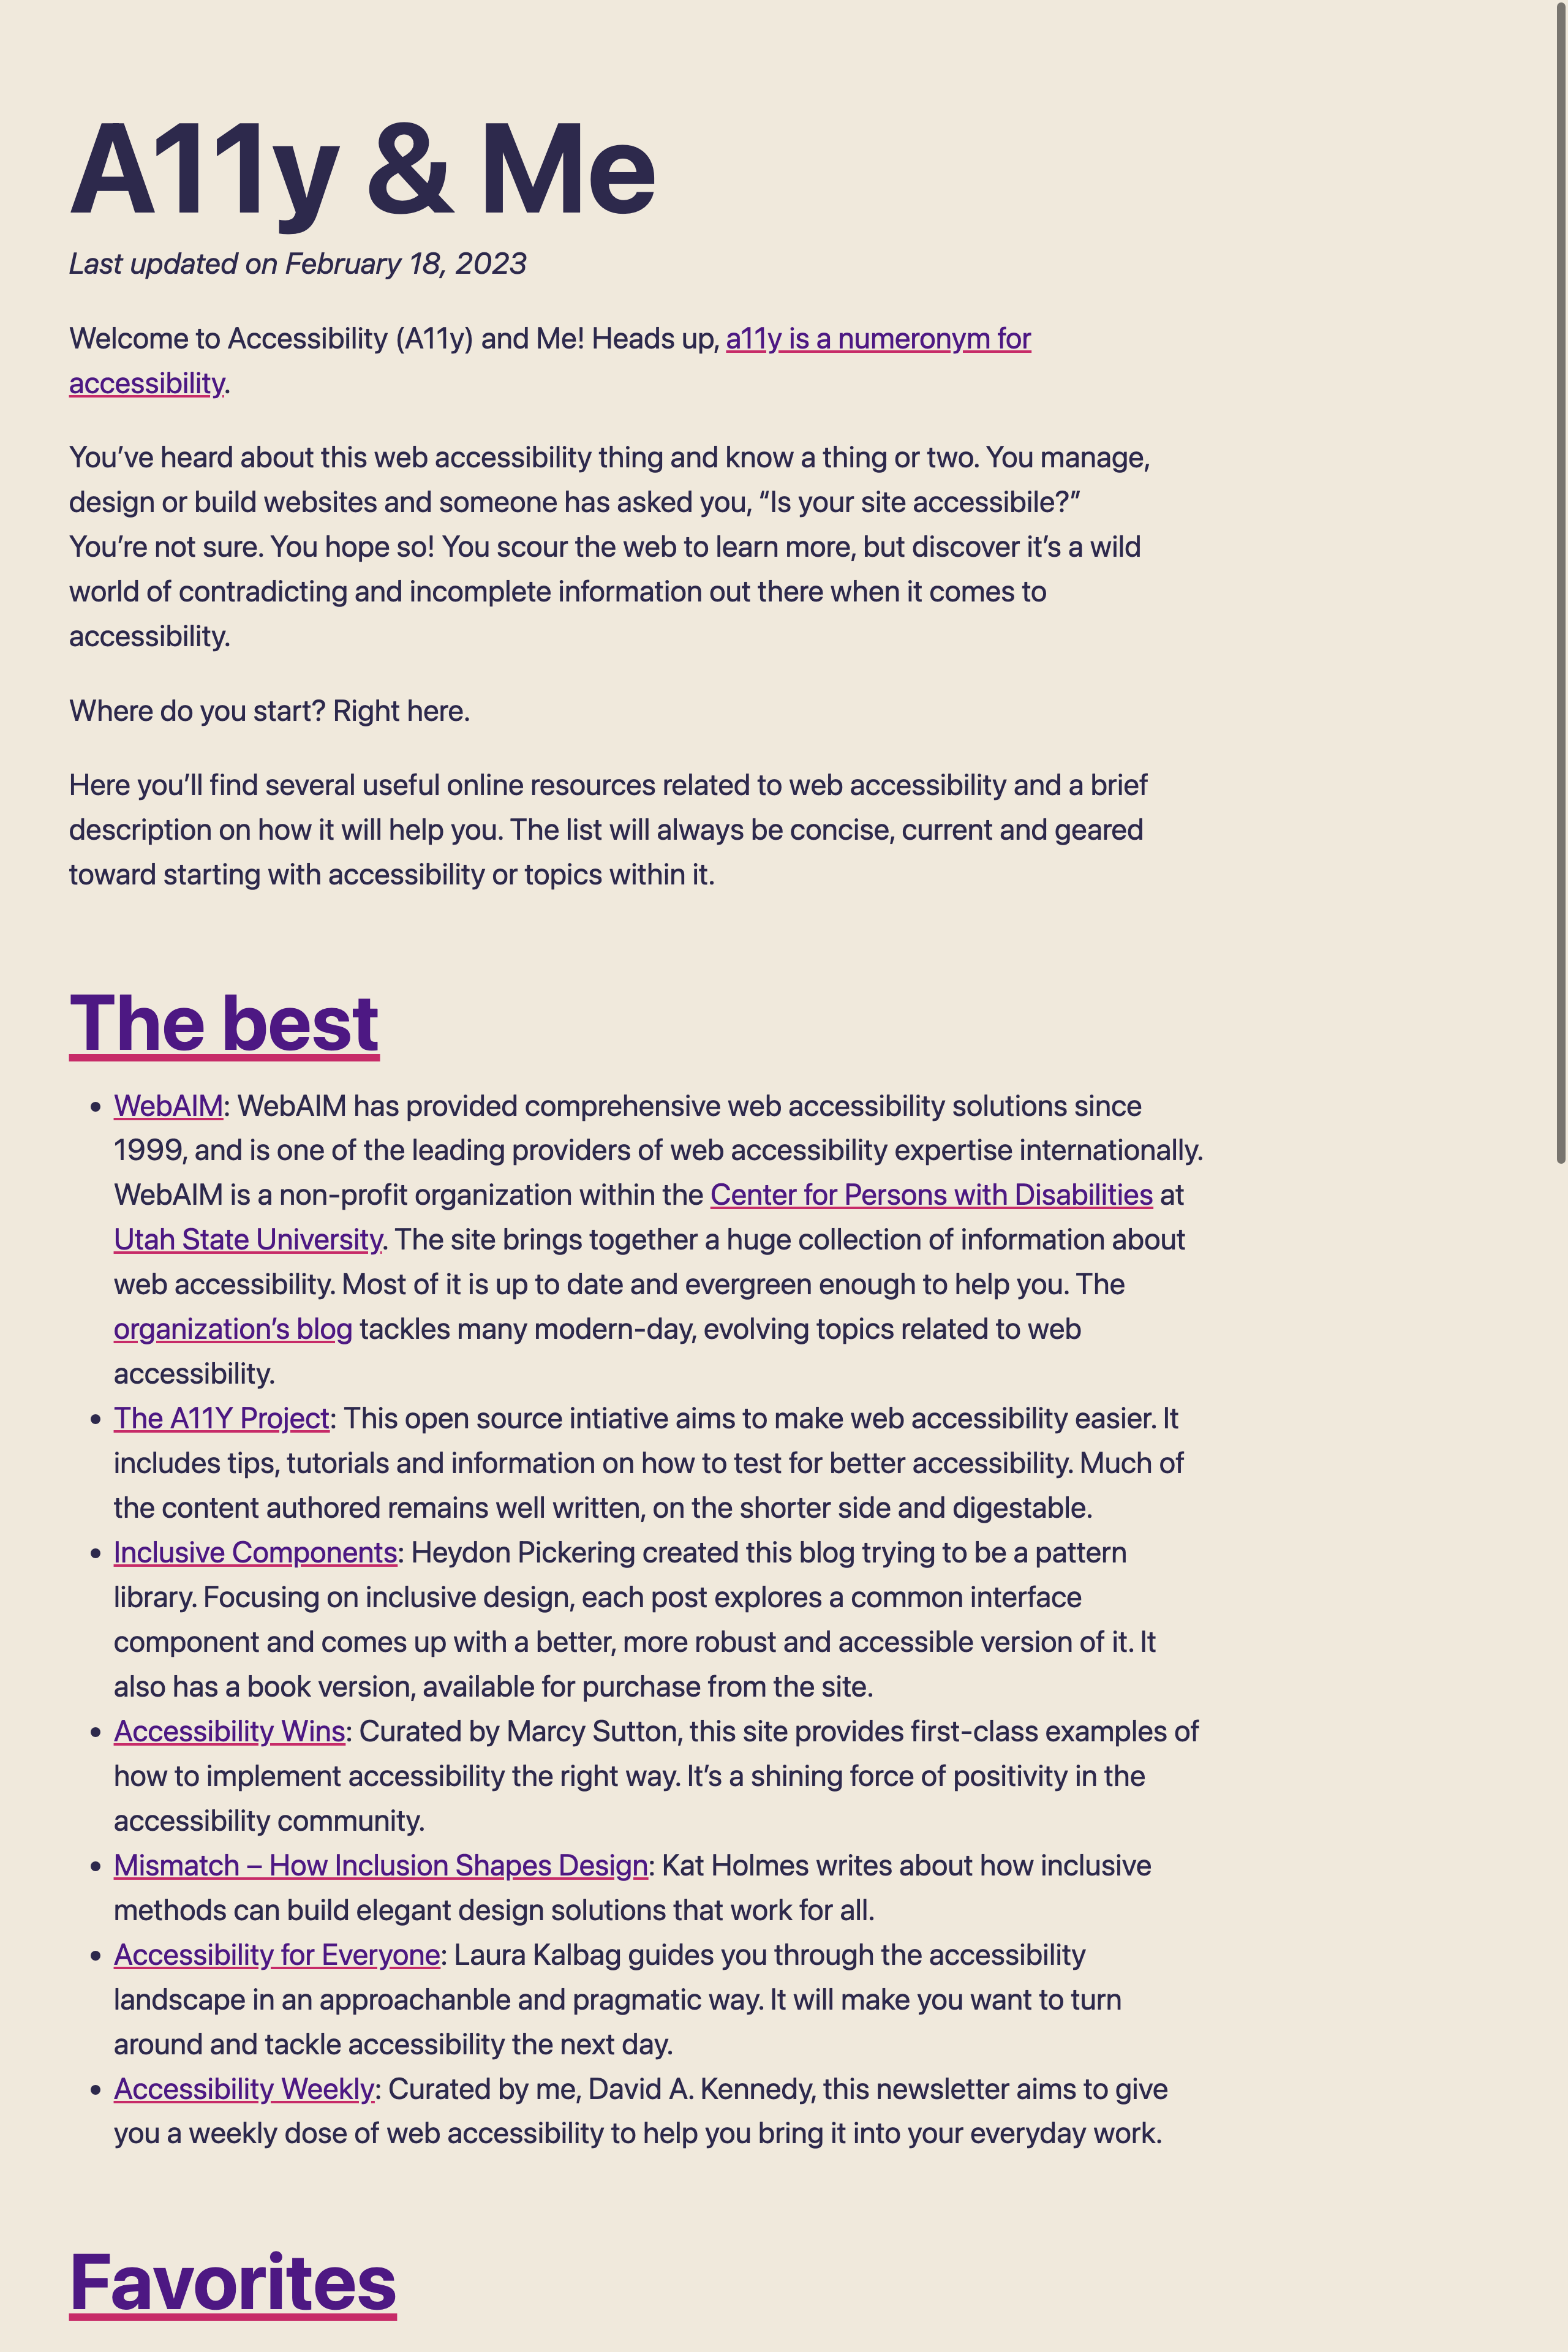 A11y & Me
Last updated on February 18, 2023
Welcome to Accessibility (A11y) and Me! Heads up, a11y is a numeronym for
accessibility.
You’ve heard about this web accessibility thing and know a thing or two. You manage,
design or build websites and someone has asked you, “Is your site accessibile?”
You’re not sure. You hope so! You scour the web to learn more, but discover it’s a wild
world of contradicting and incomplete information out there when it comes to
accessibility.
Where do you start? Right here.
Here you’ll find several useful online resources related to web accessibility and a brief
description on how it will help you. The list will always be concise, current and geared
toward starting with accessibility or topics within it.
The best
• WebAIM: WebAIM has provided comprehensive web accessibility solutions since
1999, and is one of the leading providers of web accessibility expertise internationally.
WebAIM is a non-profit organization within the Center for Persons with Disabilities at
Utah State University. The site brings together a huge collection of information about
web accessibility. Most of it is up to date and evergreen enough to help you. The
organization’s blog tackles many modern-day, evolving topics related to web
accessibility.
• The A11Y Project: This open source intiative aims to make web accessibility easier. It
includes tips, tutorials and information on how to test for better accessibility. Much of
the content authored remains well written, on the shorter side and digestable.
• Inclusive Components: Heydon Pickering created this blog trying to be a pattern
library. Focusing on inclusive design, each post explores a common interface
component and comes up with a better, more robust and accessible version of it. It
also has a book version, available for purchase from the site.
• Accessibility Wins: Curated by Marcy Sutton, this site provides first-class examples of
how to implement accessibility the right way. It’s a shining force of positivity in the
accessibility community.
• Mismatch – How Inclusion Shapes Design: Kat Holmes writes about how inclusive
methods can build elegant design solutions that work for all.
• Accessibility for Everyone: Laura Kalbag guides you through the accessibility
landscape in an approachanble and pragmatic way. It will make you want to turn
around and tackle accessibility the next day.
• Accessibility Weekly: Curated by me, David A. Kennedy, this newsletter aims to give
you a weekly dose of web accessibility to help you bring it into your everyday work.
Favorites